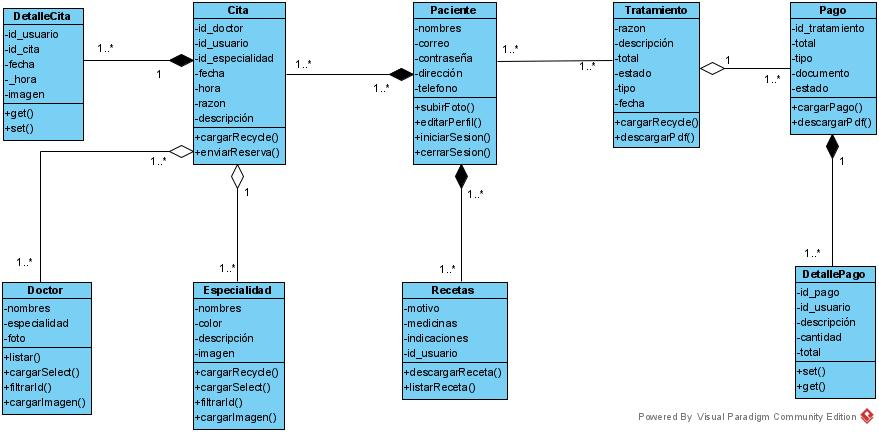 DetalleCita
-id_usuario
-id_cita
-fecha
-_hora
-imagen
+get()
+set()
1..*
1
Cita
-id_doctor
-id_usuario
-id_especialidad
-fecha
-hora
-razon
-descripción
+cargarRecycle()
+enviarReserva()
1..*
1..*
Paciente
-nombres
-correo
-contraseña
-dirección
-telefono
+subirFoto()
+editarPerfil()
+iniciarSesion()
+cerrarSesion()
1..*
1..*
Tratamiento
-razon
-descripción
-total
-estado
-tipo
-fecha
+cargarRecycle()
+descargarPdf()
1
1..*
Pago
-id_tratamiento
-total
-tipo
-documento
-estado
+cargarPago()
+descargarPdf()
1..*
1..*
1
1..*
1..*
1..*
1
1..*
Doctor
-nombres
-especialidad
-foto
+listar()
+cargarSelect()
+filtrarId()
+cargarImagen()
Especialidad
-nombres
-color
-descripción
-imagen
+cargarRecycle()
+cargarSelect()
+filtrarId()
+cargarImagen()
Recetas
-motivo
-medicinas
-indicaciones
-id_usuario
+descargarReceta()
+listarReceta()
DetallePago
-id_pago
-id_usuario
-descripción
-cantidad
-total
+set()
+get()
Powered By Visual Paradigm Community Edition